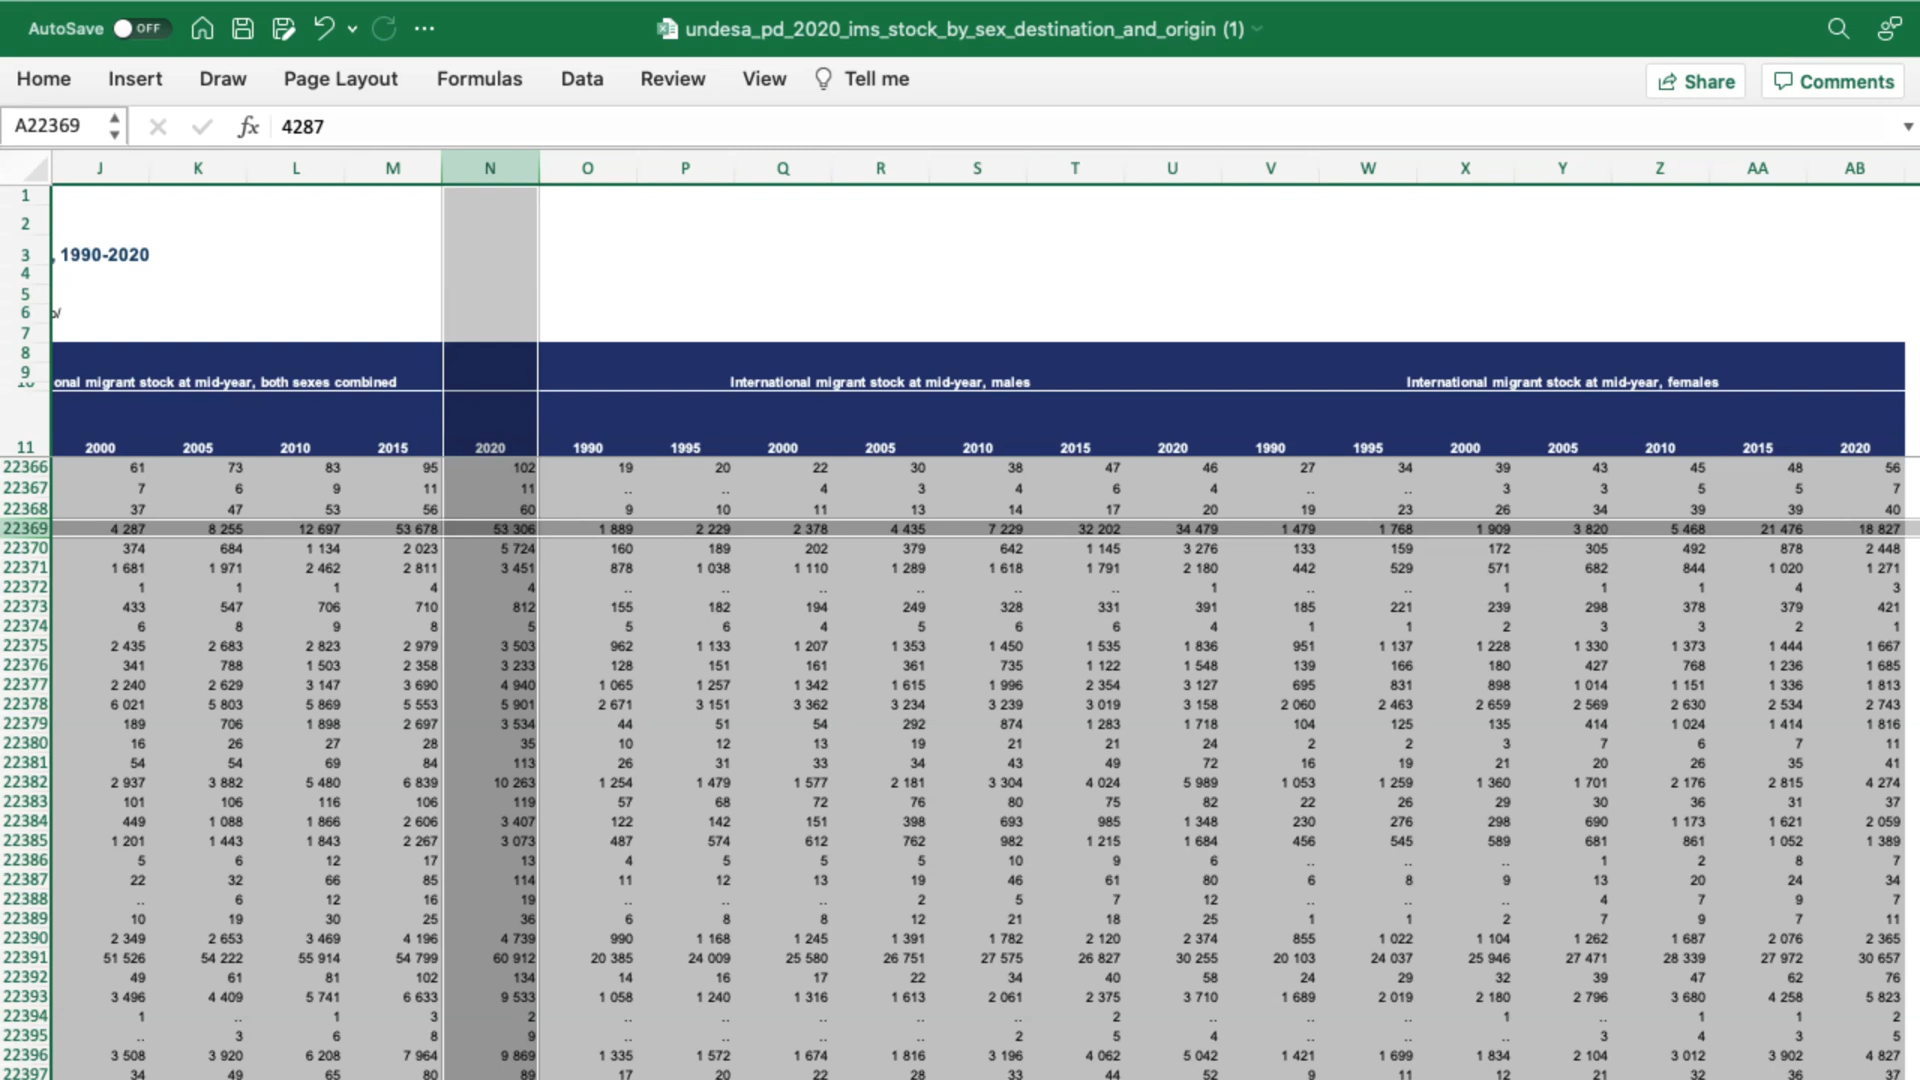 AutoSave OFF undesa_pd_2020_ims_stock_by_sex_destination_and_origin (1)
Home Insert Draw Page Layout Formulas Data Review View Tell me Share Comments
A22369 fx 4287
J K L M N O P Q R S T U V W X Y Z AA AB
1
2
3 , 1990-2020
4
5
6
7
8
9
onal migrant stock at mid-year, both sexes combined International migrant stock at mid-year, males International migrant stock at mid-year, females
11 2000 2005 2010 2015 2020 1990 1995 2000 2005 2010 2015 2020 1990 1995 2000 2005 2010 2015 2020
22366 61 73 83 95 102 19 20 22 30 38 47 46 27 34 39 43 45 48 56
22367 7 6 9 11 11 .. .. 4 3 4 6 4 .. .. 3 3 5 5 7
22368 37 47 53 56 60 9 10 11 13 14 17 20 19 23 26 34 39 39 40
22369 4 287 8 255 12 697 53 678 53 306 1 889 2 229 2 378 4 435 7 229 32 202 34 479 1 479 1 768 1 909 3 820 5 468 21 476 18 827
22370 374 684 1 134 2 023 5 724 160 189 202 379 642 1 145 3 276 133 159 172 305 492 878 2 448
22371 1 681 1 971 2 462 2 811 3 451 878 1 038 1 110 1 289 1 618 1 791 2 180 442 529 571 682 844 1 020 1 271
22372 1 1 1 4 4 .. .. .. .. .. .. 1 .. .. 1 1 1 4 3
22373 433 547 706 710 812 155 182 194 249 328 331 391 185 221 239 298 378 379 421
22374 6 8 9 8 5 5 6 4 5 6 6 4 1 1 2 3 3 2 1
22375 2 435 2 683 2 823 2 979 3 503 962 1 133 1 207 1 353 1 450 1 535 1 836 951 1 137 1 228 1 330 1 373 1 444 1 667
22376 341 788 1 503 2 358 3 233 128 151 161 361 735 1 122 1 548 139 166 180 427 768 1 236 1 685
22377 2 240 2 629 3 147 3 690 4 940 1 065 1 257 1 342 1 615 1 996 2 354 3 127 695 831 898 1 014 1 151 1 336 1 813
22378 6 021 5 803 5 869 5 553 5 901 2 671 3 151 3 362 3 234 3 239 3 019 3 158 2 060 2 463 2 659 2 569 2 630 2 534 2 743
22379 189 706 1 898 2 697 3 534 44 51 54 292 874 1 283 1 718 104 125 135 414 1 024 1 414 1 816
22380 16 26 27 28 35 10 12 13 19 21 21 24 2 2 3 7 6 7 11
22381 54 54 69 84 113 26 31 33 34 43 49 72 16 19 21 20 26 35 41
22382 2 937 3 882 5 480 6 839 10 263 1 254 1 479 1 577 2 181 3 304 4 024 5 989 1 053 1 259 1 360 1 701 2 176 2 815 4 274
22383 101 106 116 106 119 57 68 72 76 80 75 82 22 26 29 30 36 31 37
22384 449 1 088 1 866 2 606 3 407 122 142 151 398 693 985 1 348 230 276 298 690 1 173 1 621 2 059
22385 1 201 1 443 1 843 2 267 3 073 487 574 612 762 982 1 215 1 684 456 545 589 681 861 1 052 1 389
22386 5 6 12 17 13 4 5 5 5 10 9 6 .. .. .. 1 2 8 7
22387 22 32 66 85 114 11 12 13 19 46 61 80 6 8 9 13 20 24 34
22388 .. 6 12 16 19 .. .. .. 2 5 7 12 .. .. .. 4 7 9 7
22389 10 19 30 25 36 6 8 8 12 21 18 25 1 1 2 7 9 7 11
22390 2 349 2 653 3 469 4 196 4 739 990 1 168 1 245 1 391 1 782 2 120 2 374 855 1 022 1 104 1 262 1 687 2 076 2 365
22391 51 526 54 222 55 914 54 799 60 912 20 385 24 009 25 580 26 751 27 575 26 827 30 255 20 103 24 037 25 946 27 471 28 339 27 972 30 657
22392 49 61 81 102 134 14 16 17 22 34 40 58 24 29 32 39 47 62 76
22393 3 496 4 409 5 741 6 633 9 533 1 058 1 240 1 316 1 613 2 061 2 375 3 710 1 689 2 019 2 180 2 796 3 680 4 258 5 823
22394 1 .. 1 3 2 .. .. .. .. .. 2 .. .. .. 1 .. 1 1 2
22395 .. 3 6 8 9 .. .. .. .. 2 5 4 .. .. .. 3 4 3 5
22396 3 508 3 920 6 208 7 964 9 869 1 335 1 572 1 674 1 816 3 196 4 062 5 042 1 421 1 699 1 834 2 104 3 012 3 902 4 827
22397 34 49 65 80 89 17 20 22 28 33 44 52 9 11 12 21 32 36 37